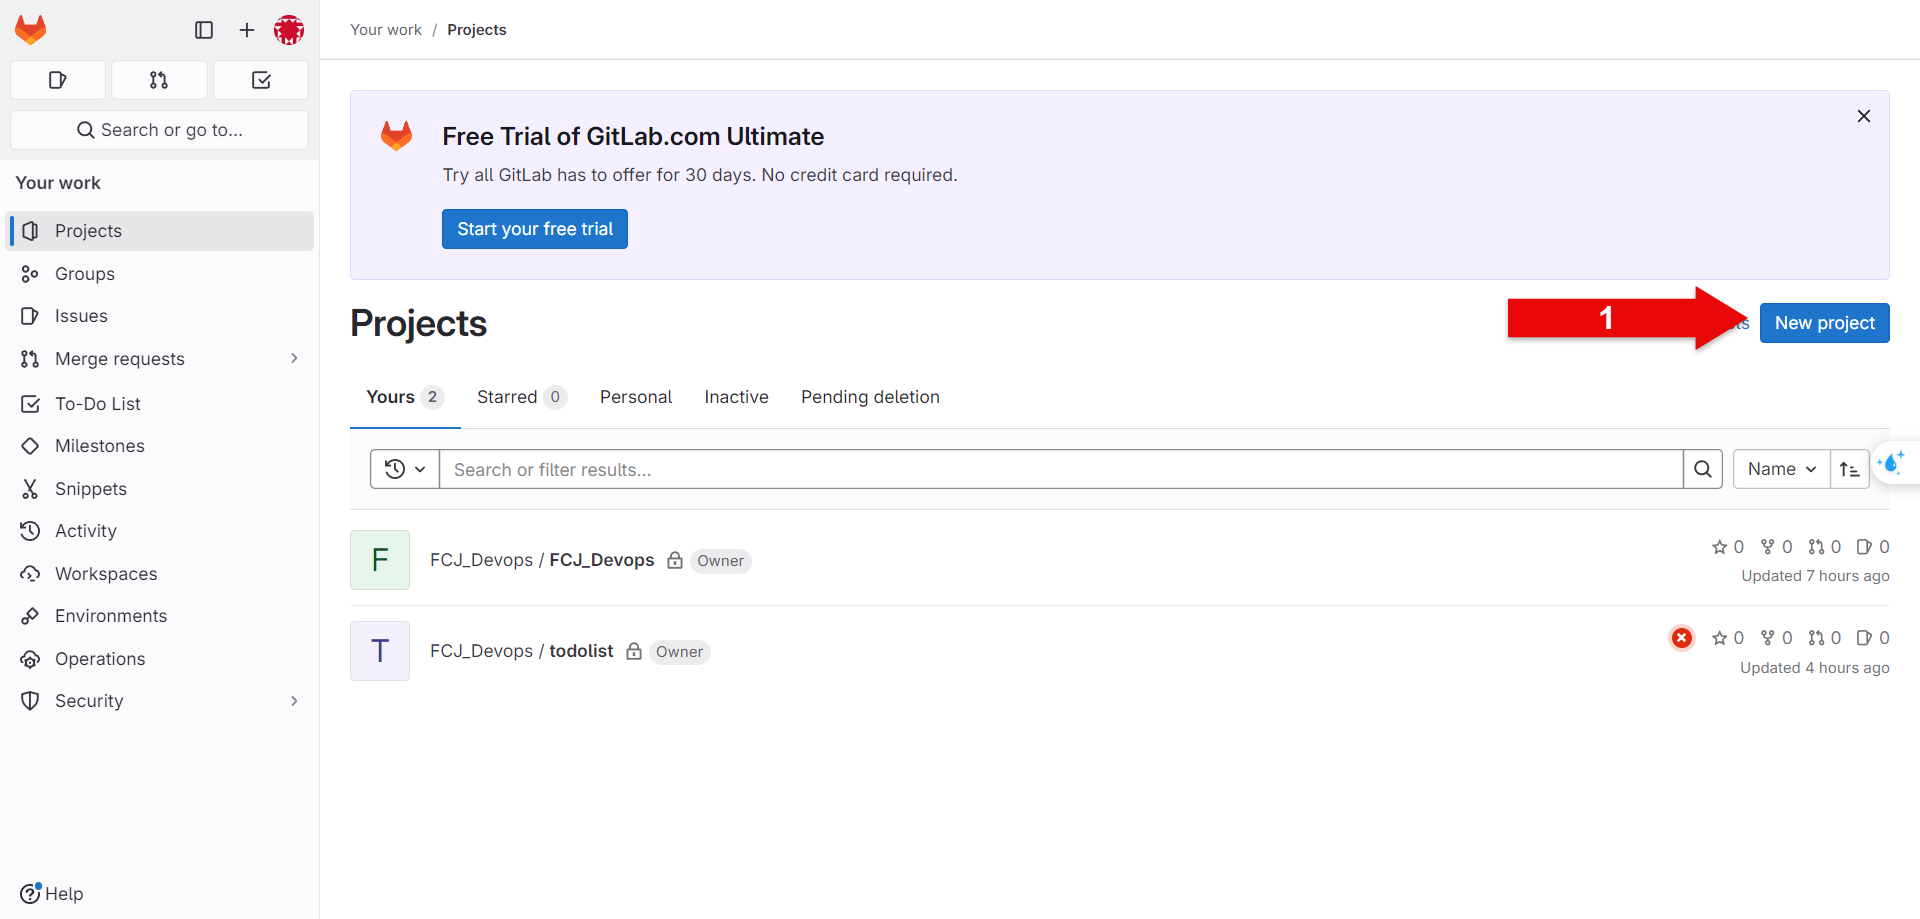 Your work / Projects
Search or go to...
Your work
Projects
Groups
Issues
Merge requests
To-Do List
Milestones
Snippets
Activity
Workspaces
Environments
Operations
Security
Help
Free Trial of GitLab.com Ultimate
Try all GitLab has to offer for 30 days. No credit card required.
Start your free trial
Projects
1
New project
Yours 2 Starred 0 Personal Inactive Pending deletion
Search or filter results...
Name
F FCJ_Devops / FCJ_Devops Owner
0 0 0 0
Updated 7 hours ago
T FCJ_Devops / todolist Owner
0 0 0 0
Updated 4 hours ago